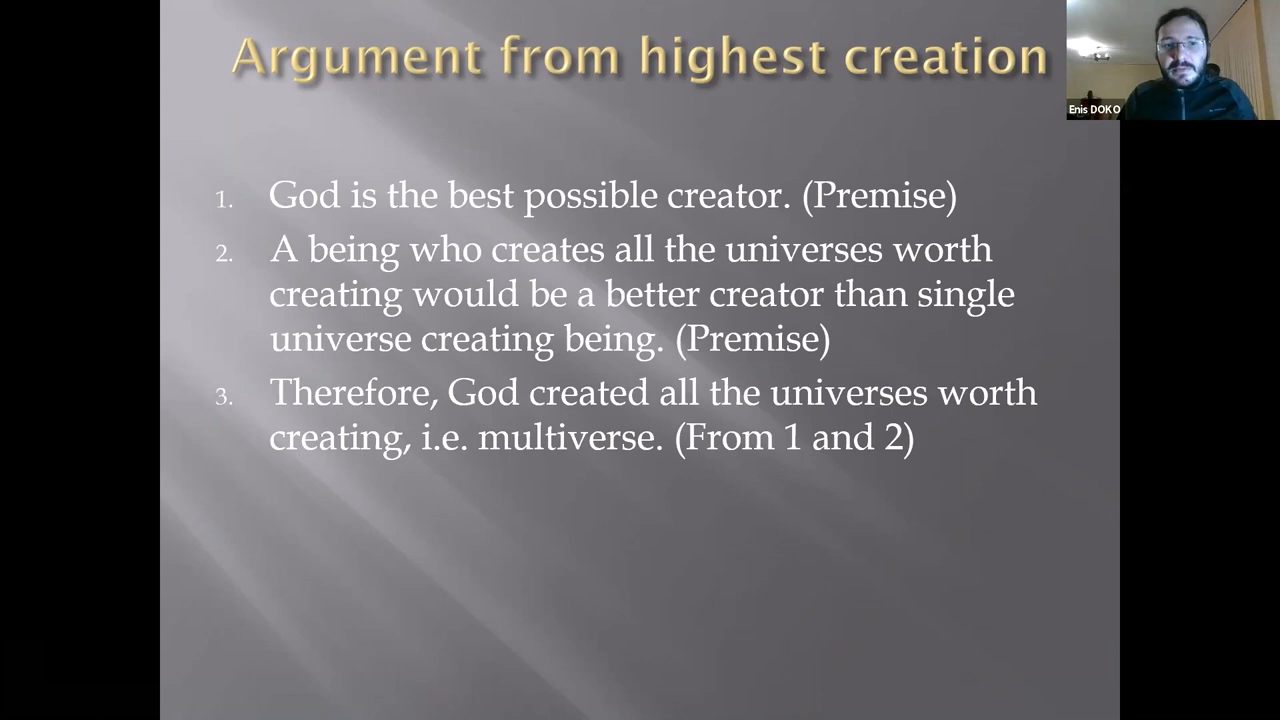 Argument from highest creation
Enis DOKO
1. God is the best possible creator. (Premise)
2. A being who creates all the universes worth
creating would be a better creator than single
universe creating being. (Premise)
3. Therefore, God created all the universes worth
creating, i.e. multiverse. (From 1 and 2)